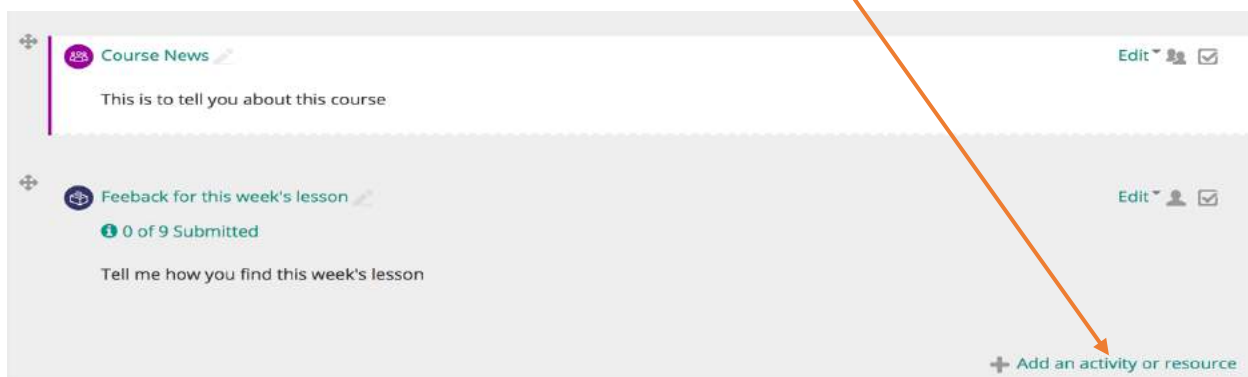 Course News
Edit
This is to tell you about this course
Feeback for this week's lesson
Edit
0 of 9 Submitted
Tell me how you find this week's lesson
Add an activity or resource